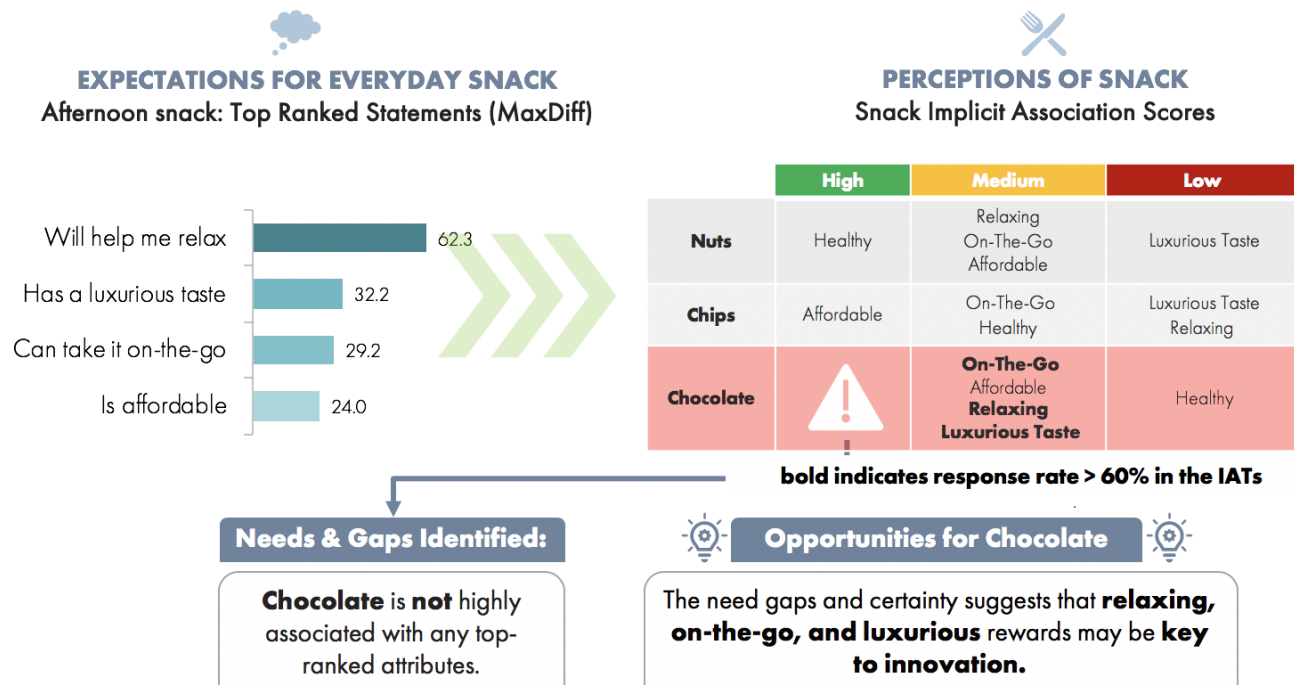 EXPECTATIONS FOR EVERYDAY SNACK
Afternoon snack: Top Ranked Statements (MaxDiff)
Will help me relax 62.3
Has a luxurious taste 32.2
Can take it on-the-go 29.2
Is affordable 24.0
PERCEPTIONS OF SNACK
Snack Implicit Association Scores
High Medium Low
Nuts
Healthy
Relaxing
On-The-Go
Affordable
Luxurious Taste
Chips
Affordable
On-The-Go
Healthy
Luxurious Taste
Relaxing
Chocolate
!
On-The-Go
Affordable
Relaxing
Luxurious Taste
Healthy
bold indicates response rate > 60% in the IATs
Needs & Gaps Identified:
Chocolate is not highly
associated with any top-
ranked attributes.
Opportunities for Chocolate
The need gaps and certainty suggests that relaxing,
on-the-go, and luxurious rewards may be key
to innovation.